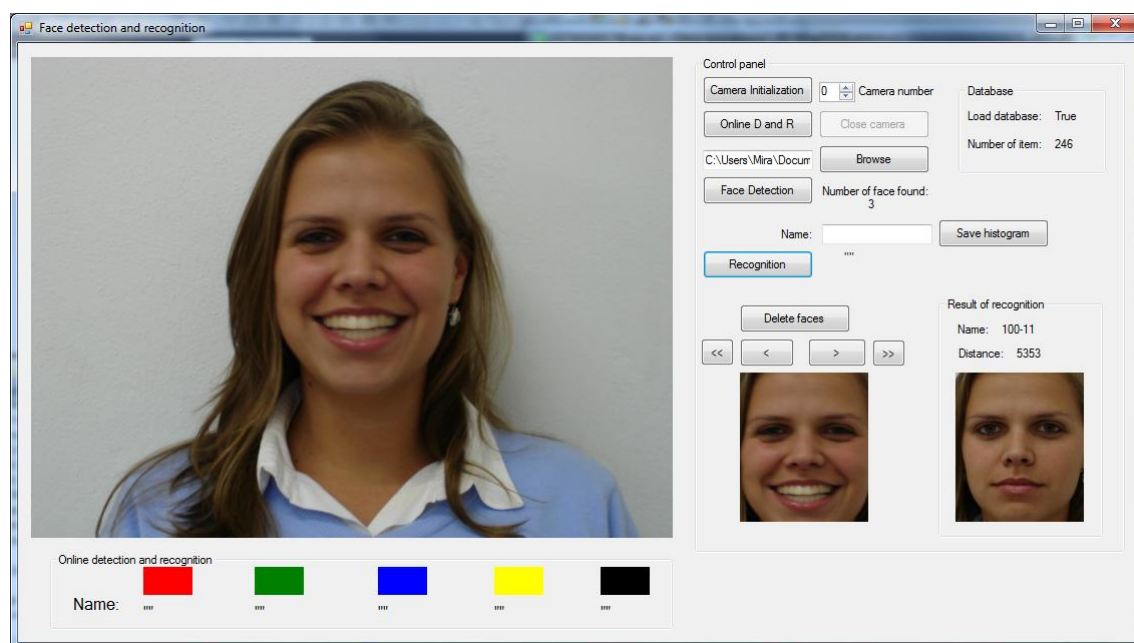 Face detection and recognition
Control panel
Camera Initialization
0
Camera number
Online D and R
Close camera
C:\Users\Mira\Docum
Browse
Face Detection
Number of face found:
3
Database
Load database: True
Number of item: 246
Name:
Save histogram
""
Recognition
Delete faces
<<
<
>
>>
Result of recognition
Name: 100-11
Distance: 5353
Online detection and recognition
Name: "" "" "" "" ""